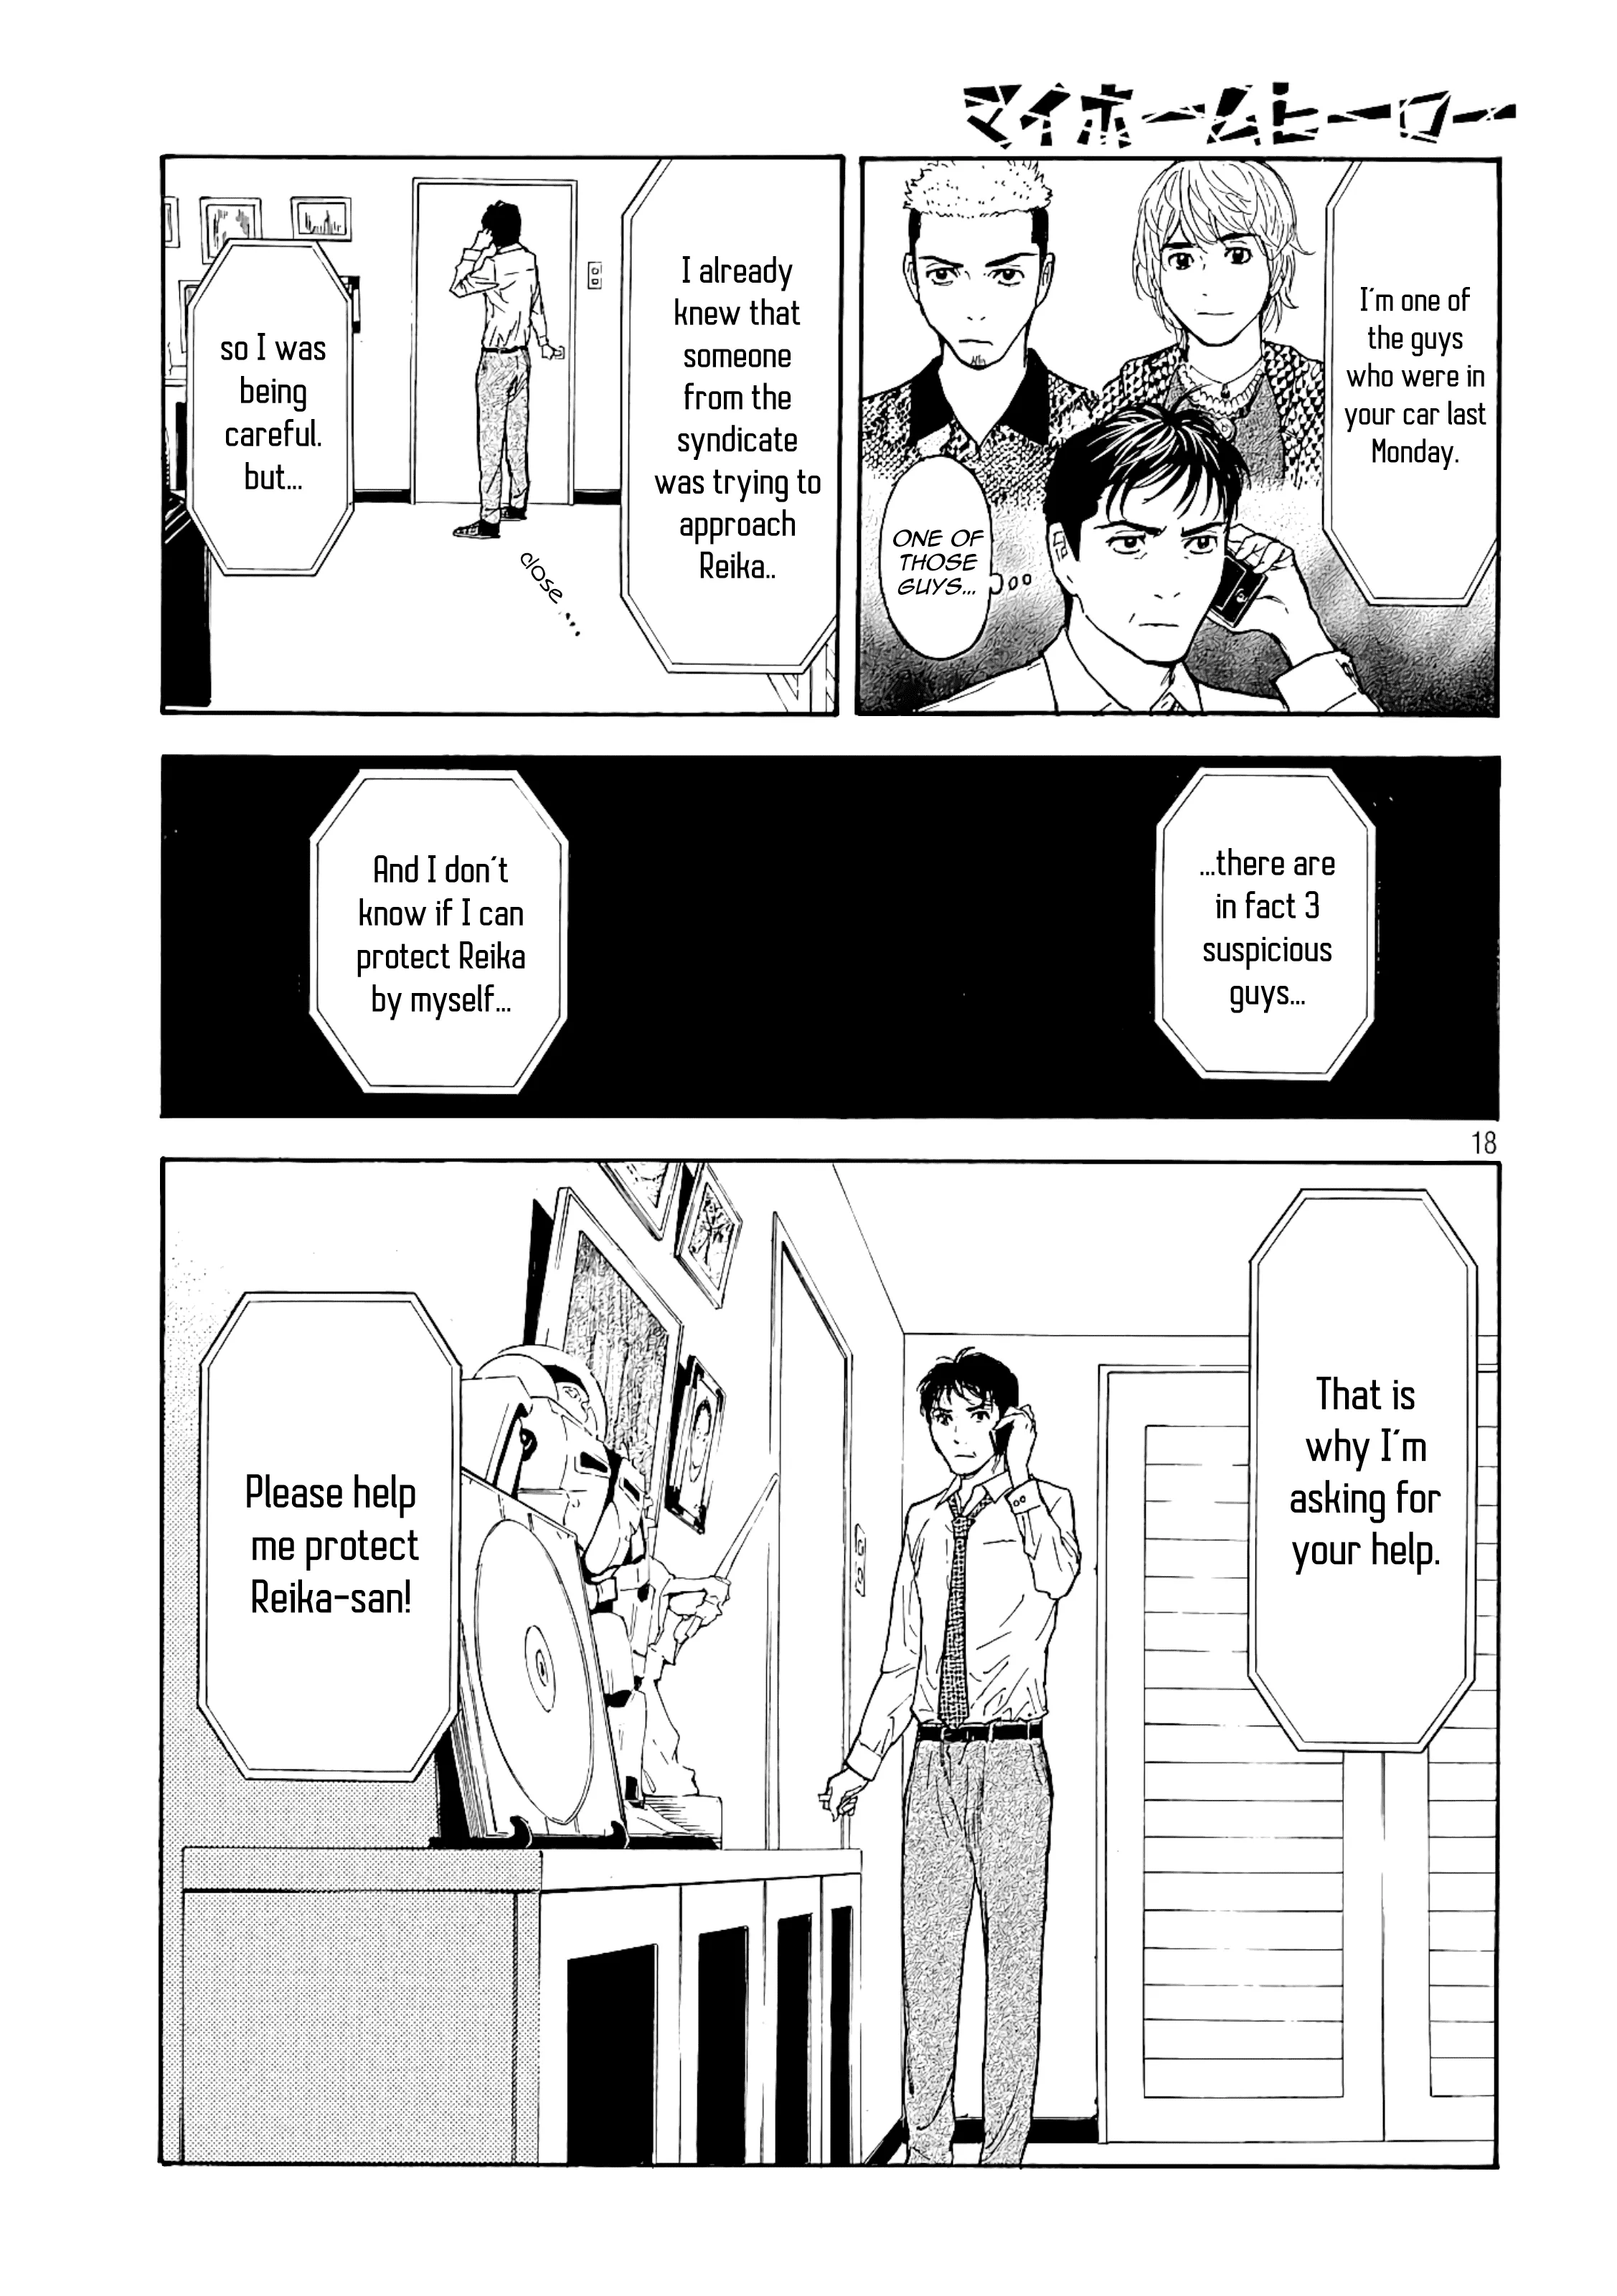 マイホームヒーロー
I'm one of
the guys
who were in
your car last
Monday.
ONE OF
THOSE
GUYS...
I already
knew that
someone
from the
syndicate
was trying to
approach
Reika..
close....
so I was
being
careful.
but...
...there are
in fact 3
suspicious
guys...
And I don't
know if I can
protect Reika
by myself...
18
That is
why I'm
asking for
your help.
Please help
me protect
Reika-san!